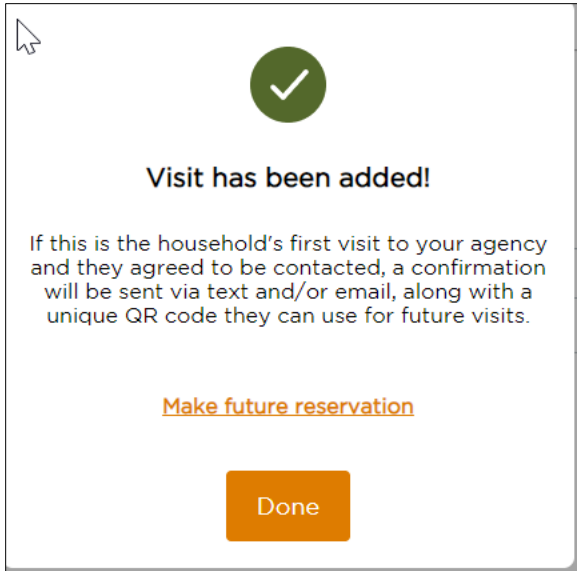 Visit has been added!
If this is the household's first visit to your agency
and they agreed to be contacted, a confirmation
will be sent via text and/or email, along with a
unique QR code they can use for future visits.
Make future reservation
Done